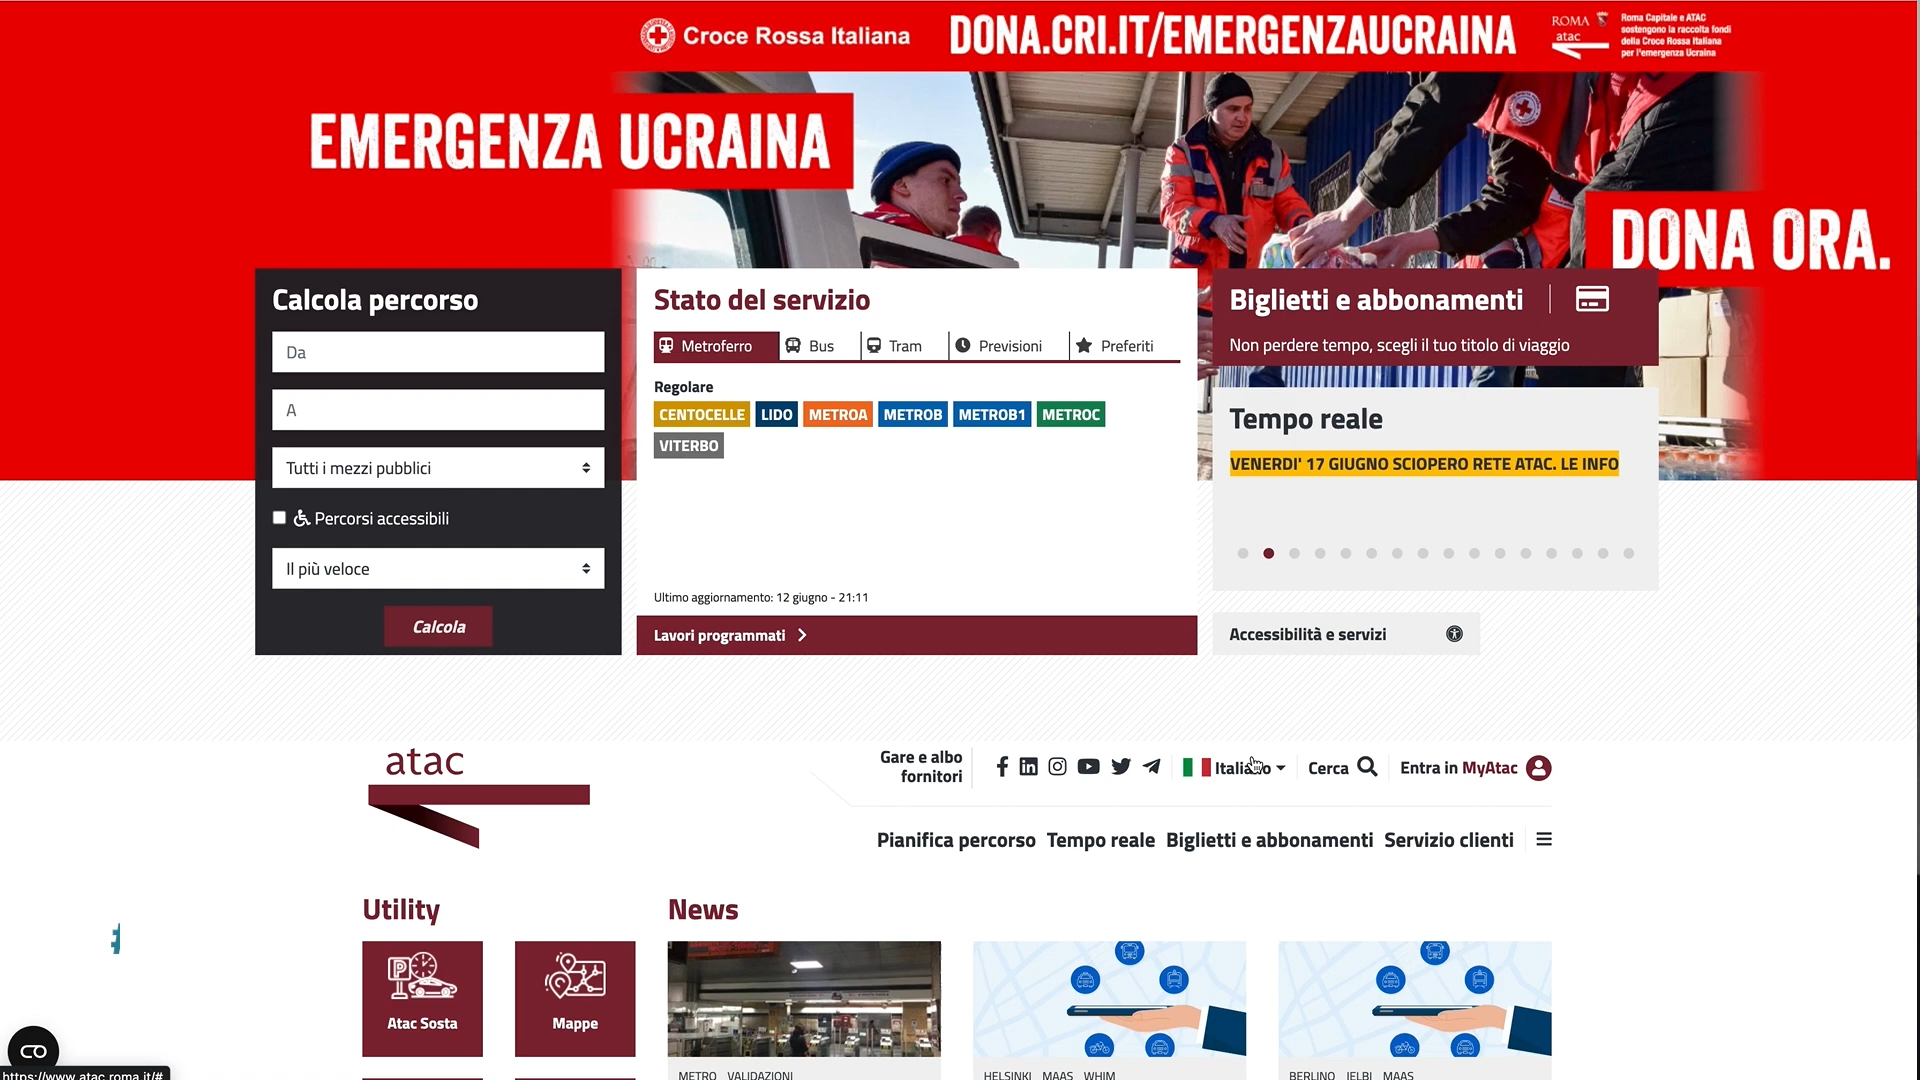 Croce Rossa Italiana
DONA.CRI.IT/EMERGENZAUCRAINA
ROMA
atac
Roma Capitale e ATAC
sostengono la raccolta fondi
della Croce Rossa Italiana
per l'emergenza Ucraina
EMERGENZA UCRAINA
DONA ORA.
Calcola percorso
Da
A
Tutti i mezzi pubblici
Percorsi accessibili
Il più veloce
Calcola
Stato del servizio
Metroferro
Bus
Tram
Previsioni
Preferiti
Regolare
CENTOCELLE LIDO METROA METROB METROB1 METROC
VITERBO
Ultimo aggiornamento: 12 giugno - 21:11
Lavori programmati
Biglietti e abbonamenti
Non perdere tempo, scegli il tuo titolo di viaggio
Tempo reale
VENERDI' 17 GIUGNO SCIOPERO RETE ATAC. LE INFO
Accessibilità e servizi
atac
Gare e albo
fornitori
Italiano
Cerca
Entra in MyAtac
Pianifica percorso Tempo reale Biglietti e abbonamenti Servizio clienti
Utility
News
Atac Sosta
Mappe
METRO VALIDAZIONI
HELSINKI MAAS WHIM
BERLINO JELBI MAAS
https://www.atac.roma.it/#